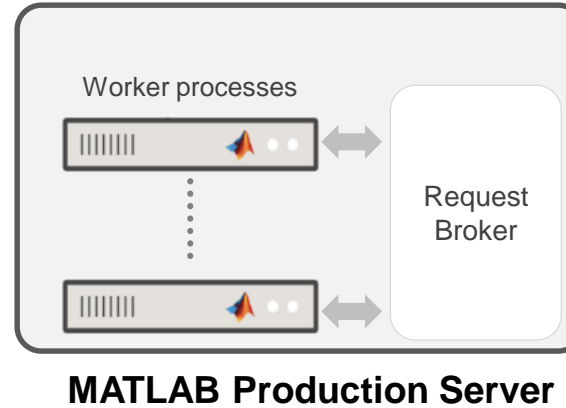 Worker processes
Request
Broker
MATLAB Production Server